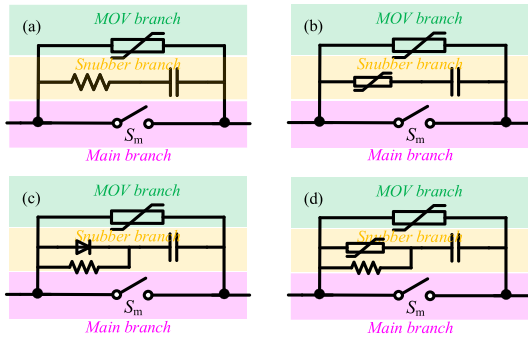 (a)
MOV branch
Snubber branch
Sm
Main branch
(b)
MOV branch
Snubber branch
Sm
Main branch
(c)
MOV branch
Snubber branch
Sm
Main branch
(d)
MOV branch
Snubber branch
Sm
Main branch